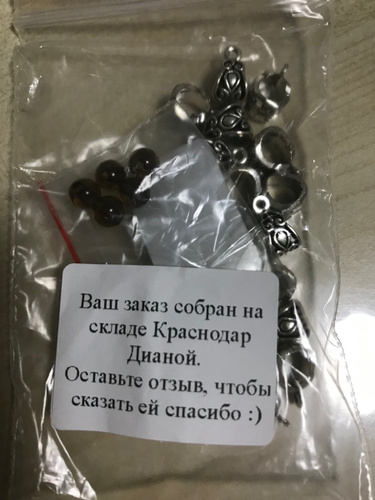 Ваш заказ собран на
складе Краснодар
Дианой.
Оставьте отзыв, чтобы
сказать ей спасибо :)